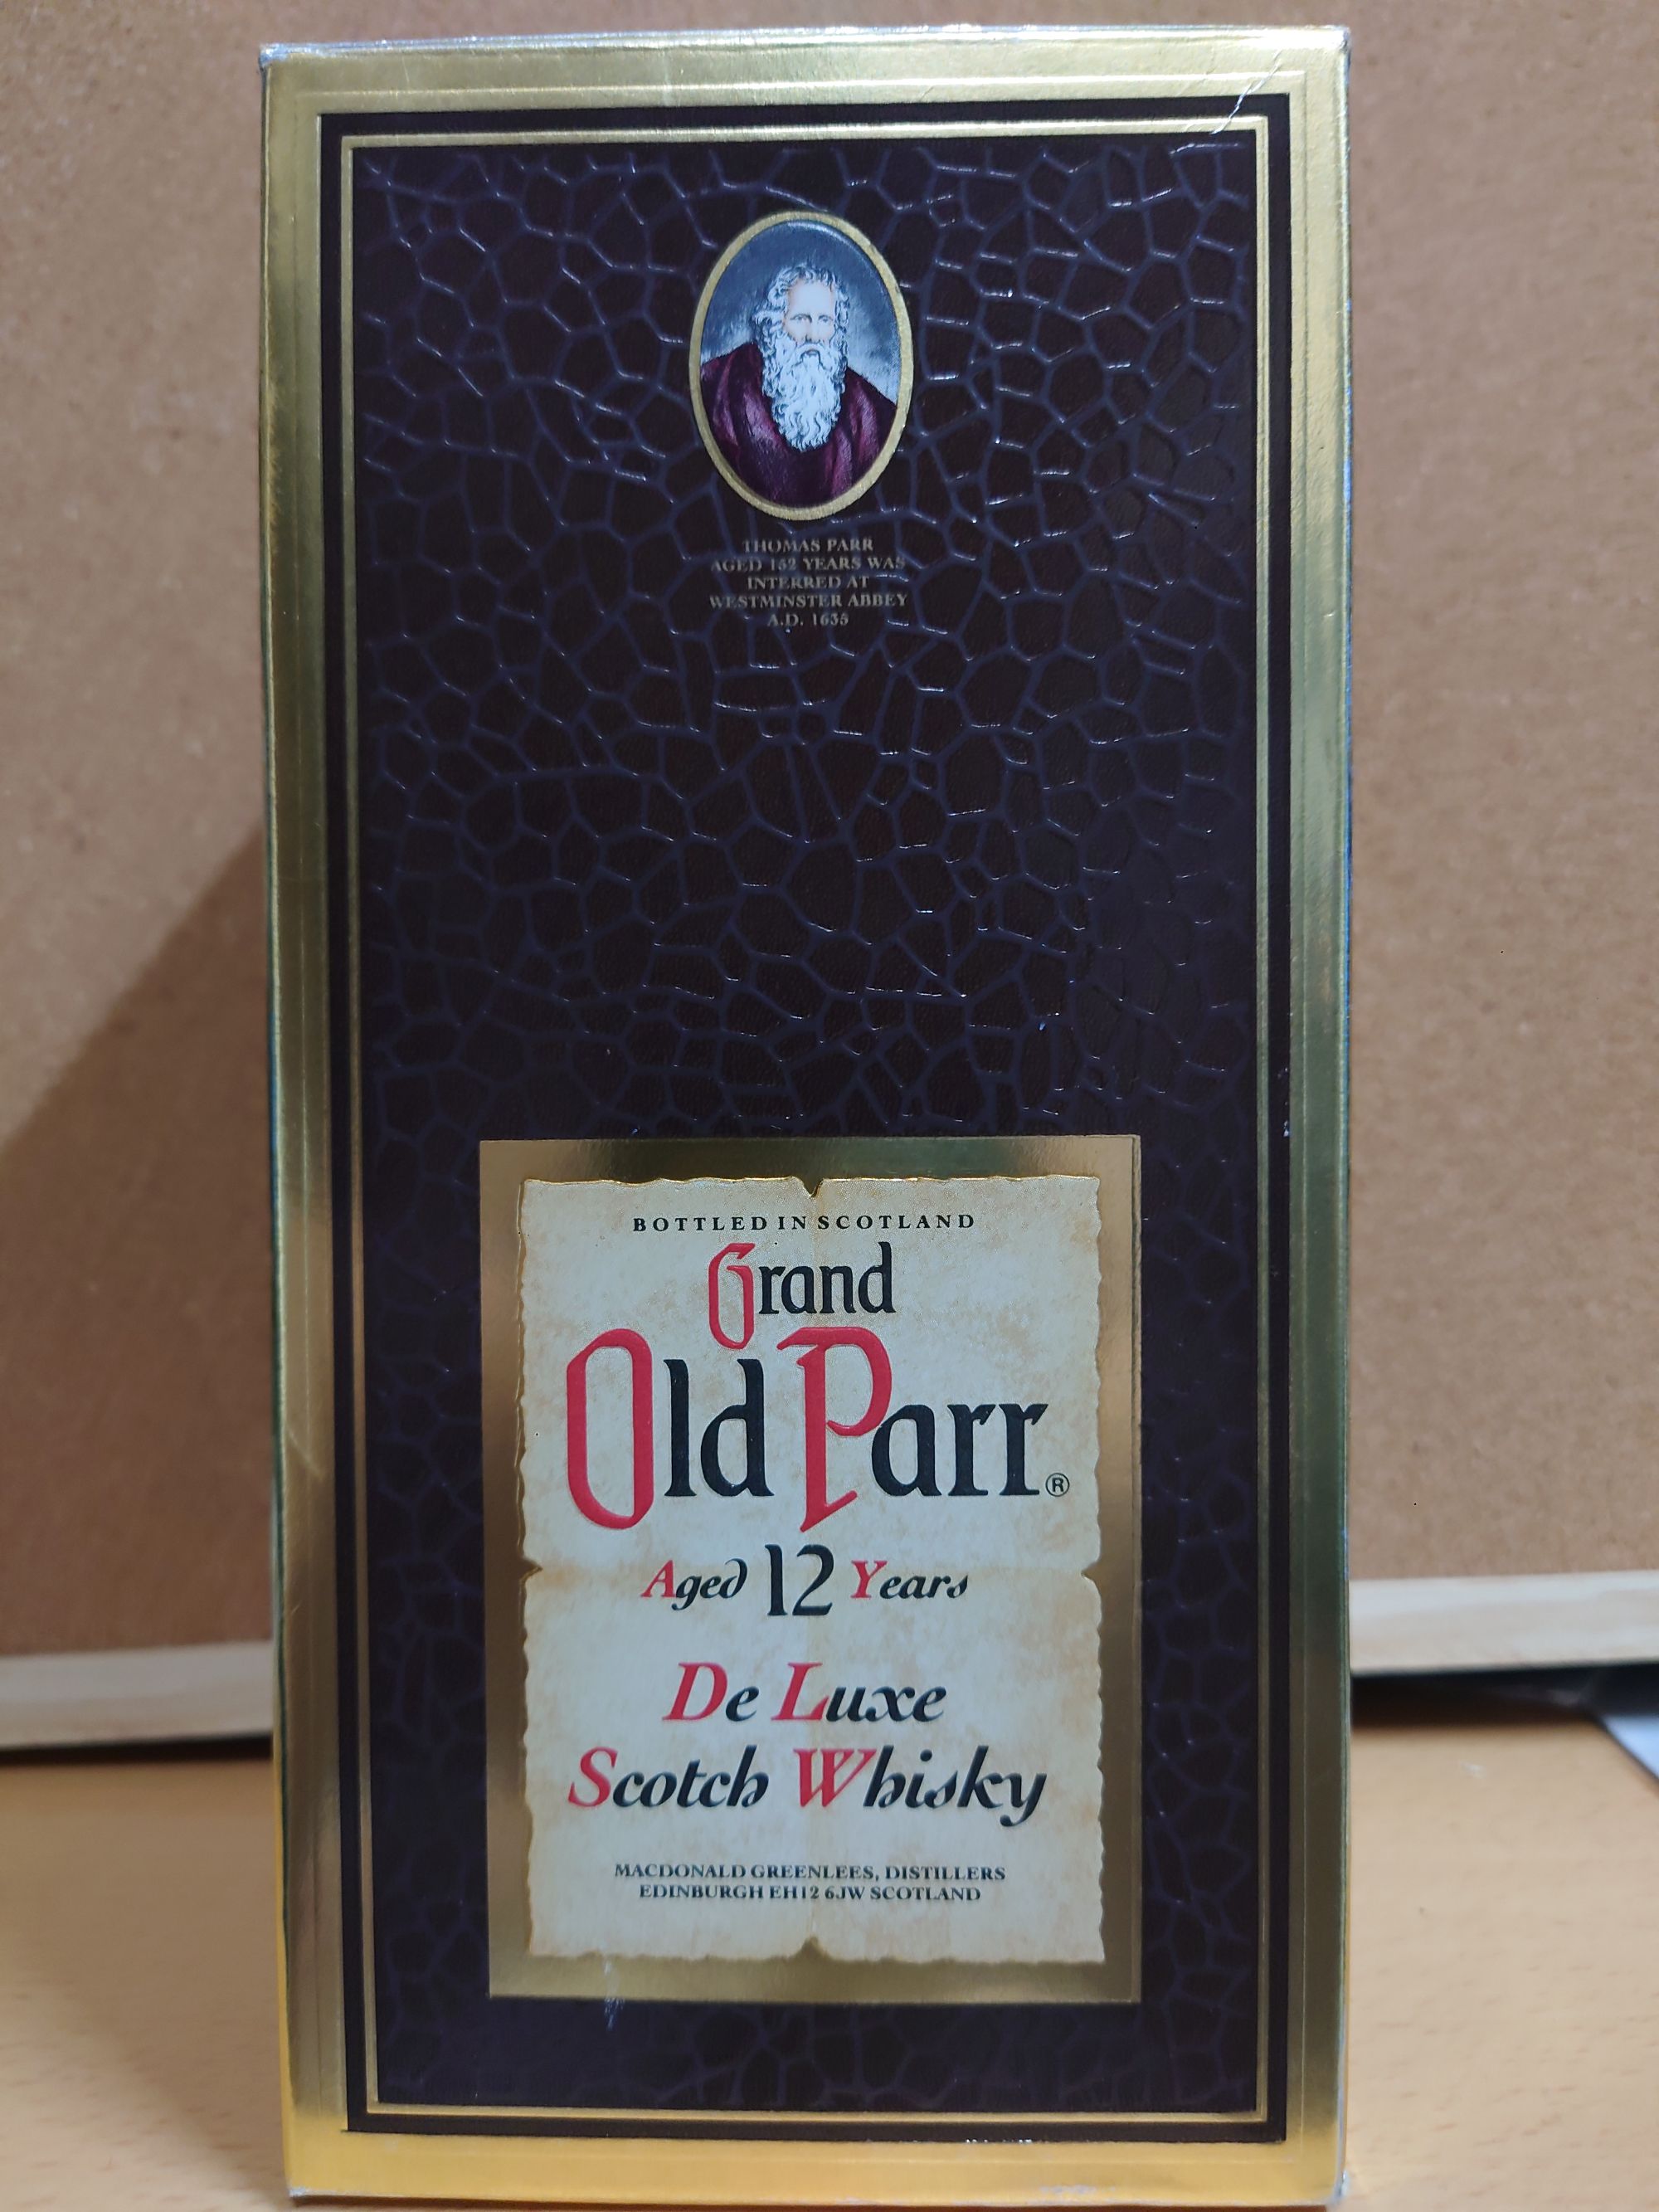 THOMAS PARR
AGED 152 YEARS WAS
INTERRED AT
WESTMINSTER ABBEY
A.D. 1635
BOTTLED IN SCOTLAND
Grand
Old Parr®
Aged 12 Years
De Luxe
Scotch Whisky
MACDONALD GREENLEES, DISTILLERS
EDINBURGH EH12 6JW SCOTLAND